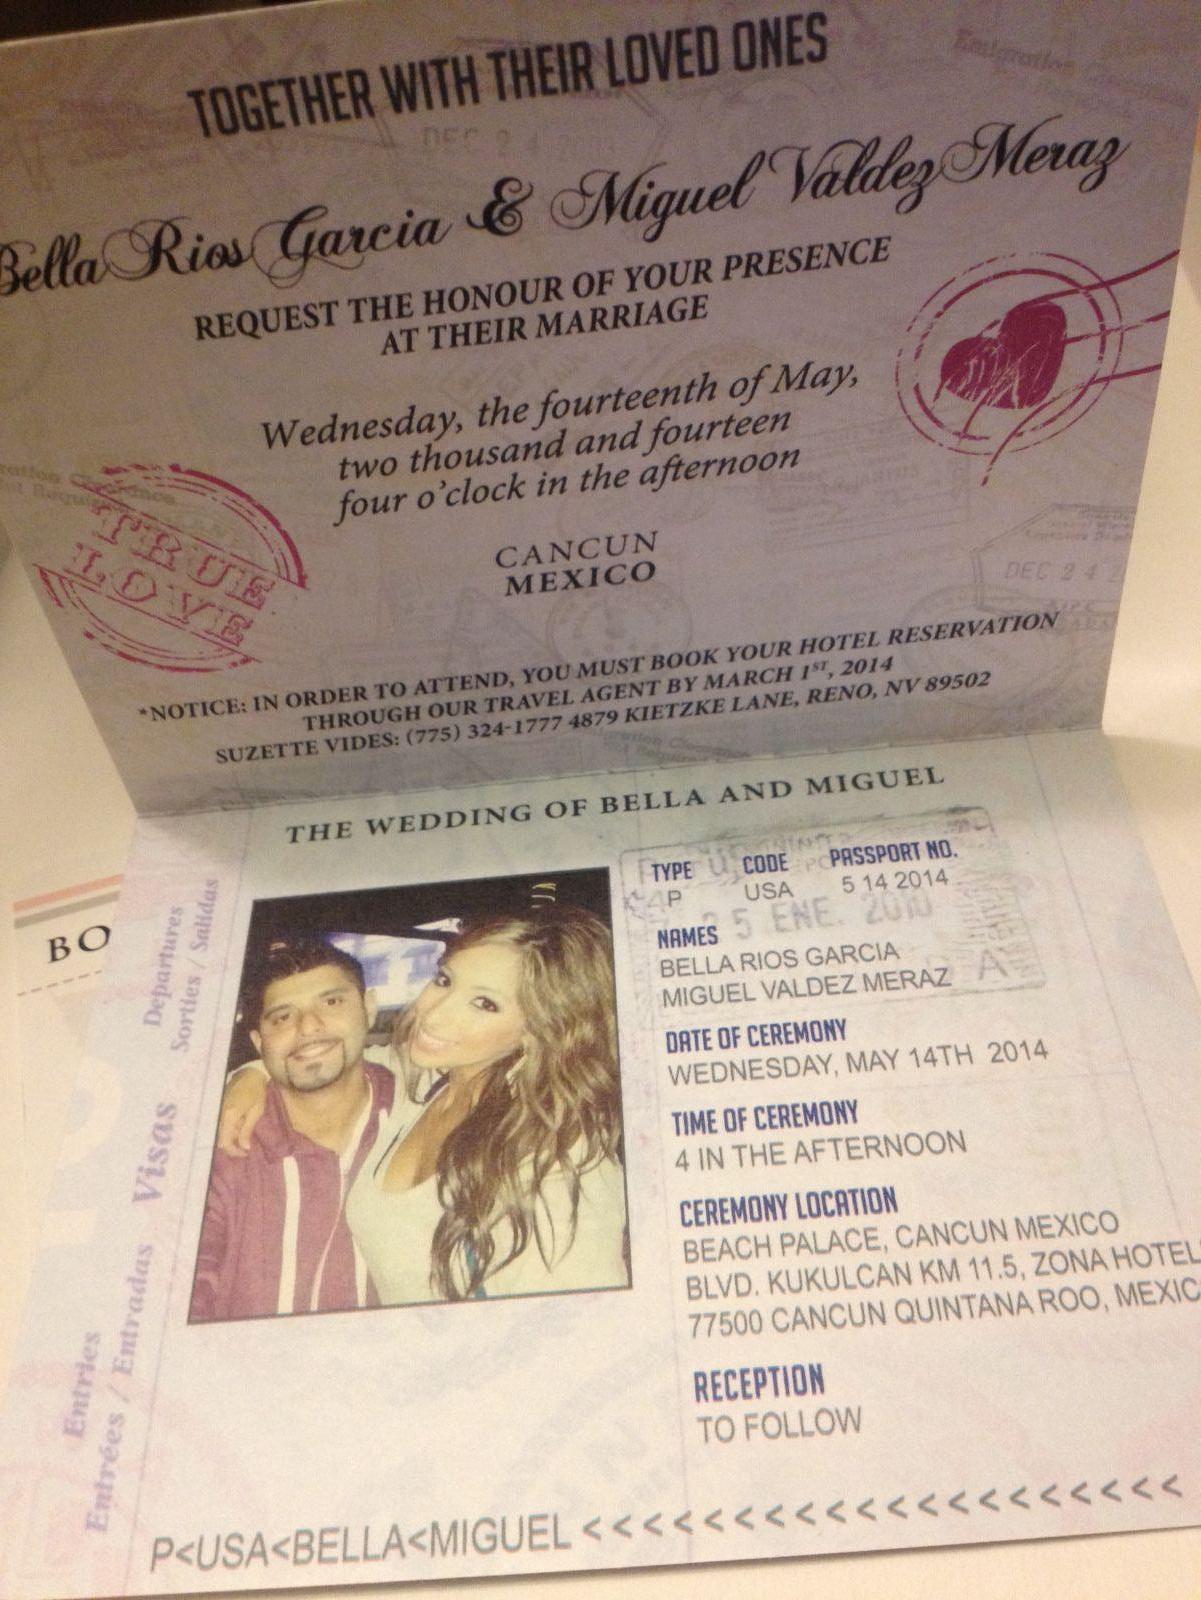 TOGETHER WITH THEIR LOVED ONES
Bella Rios Garcia & Miguel Valdez Meraz
REQUEST THE HONOUR OF YOUR PRESENCE
AT THEIR MARRIAGE
Wednesday, the fourteenth of May,
two thousand and fourteen
four o'clock in the afternoon
CANCUN
MEXICO
TRUE
LOVE
DEC 2 4
*NOTICE: IN ORDER TO ATTEND, YOU MUST BOOK YOUR HOTEL RESERVATION
THROUGH OUR TRAVEL AGENT BY MARCH 1ST, 2014
SUZETTE VIDES: (775) 324-1777 4879 KIETZKE LANE, RENO, NV 89502
THE WEDDING OF BELLA AND MIGUEL
TYPE CODE PASSPORT NO.
P USA 5 14 2014
25 ENE. 2010
NAMES
BELLA RIOS GARCIA
MIGUEL VALDEZ MERAZ
DATE OF CEREMONY
WEDNESDAY, MAY 14TH 2014
TIME OF CEREMONY
4 IN THE AFTERNOON
CEREMONY LOCATION
BEACH PALACE, CANCUN MEXICO
BLVD. KUKULCAN KM 11.5, ZONA HOTEL
77500 CANCUN QUINTANA ROO, MEXIC
RECEPTION
TO FOLLOW
BO
Departures
Sorties / Salidas
Visas
Entries
Entrées / Entradas
P<USA<BELLA<MIGUEL <<<<<<<<<<<<<<<<<<<<